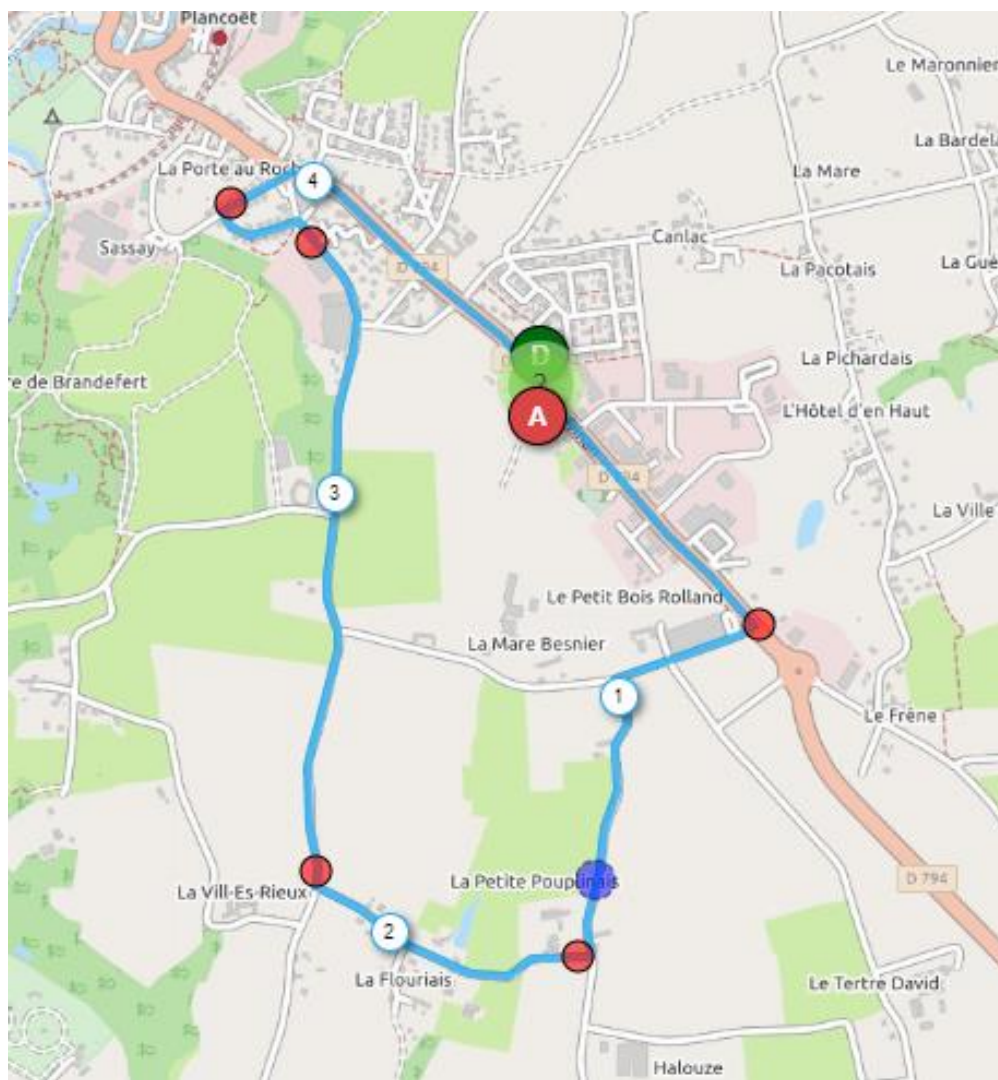 Plancoët
Le Maronnier
La Bardela
La Porte au Roch
4
La Mare
Sassay
Canlac
La Guè
D 794
La Pacotais
D
La Pichardais
re de Brandefert
A
L'Hôtel d'en Haut
3
La Ville
Le Petit Bois Rolland
La Mare Besnier
1
Le Frêne
La Petite Poupinais
D 794
La Vill-Es-Rieux
2
La Flouriais
Le Tertre David
Halouze